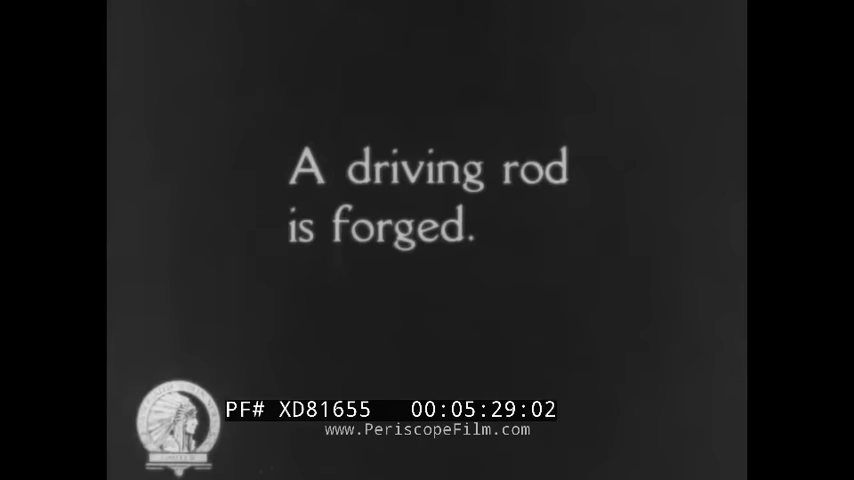 A driving rod
is forged.
PF# XD81655 00:05:29:02
www.PeriscopeFilm.com